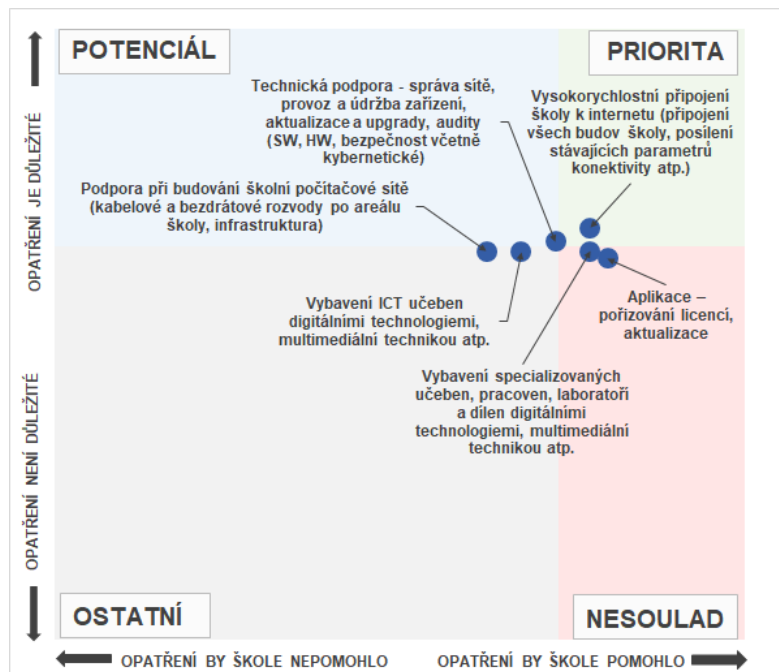 POTENCIÁL
PRIORITA
Technická podpora - správa sítě,
provoz a údržba zařízení,
aktualizace a upgrady, audity
(SW, HW, bezpečnost včetně
kybernetické)
Vysokorychlostní připojení
školy k internetu (připojení
všech budov školy, posílení
stávajících parametrů
konektivity atp.)
Podpora při budování školní počítačové sítě
(kabelové a bezdrátové rozvody po areálu
školy, infrastruktura)
Vybavení ICT učeben
digitálními technologiemi,
multimediální technikou atp.
Aplikace –
pořizování licencí,
aktualizace
Vybavení specializovaných
učeben, pracoven, laboratoří
a dílen digitálními
technologiemi, multimediální
technikou atp.
OPATŘENÍ JE DŮLEŽITÉ
OPATŘENÍ NENÍ DŮLEŽITÉ
OSTATNÍ
NESOULAD
OPATŘENÍ BY ŠKOLE NEPOMOHLO
OPATŘENÍ BY ŠKOLE POMOHLO